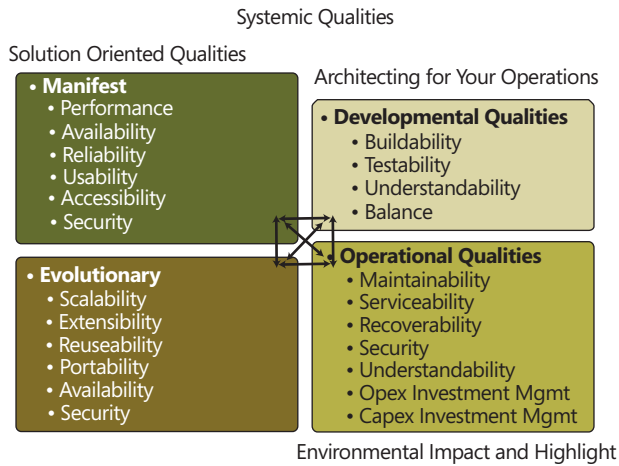 Systemic Qualities
Solution Oriented Qualities
• Manifest
• Performance
• Availability
• Reliability
• Usability
• Accessibility
• Security
Architecting for Your Operations
• Developmental Qualities
• Buildability
• Testability
• Understandability
• Balance
• Evolutionary
• Scalability
• Extensibility
• Reuseability
• Portability
• Availability
• Security
• Operational Qualities
• Maintainability
• Serviceability
• Recoverability
• Security
• Understandability
• Opex Investment Mgmt
• Capex Investment Mgmt
Environmental Impact and Highlight